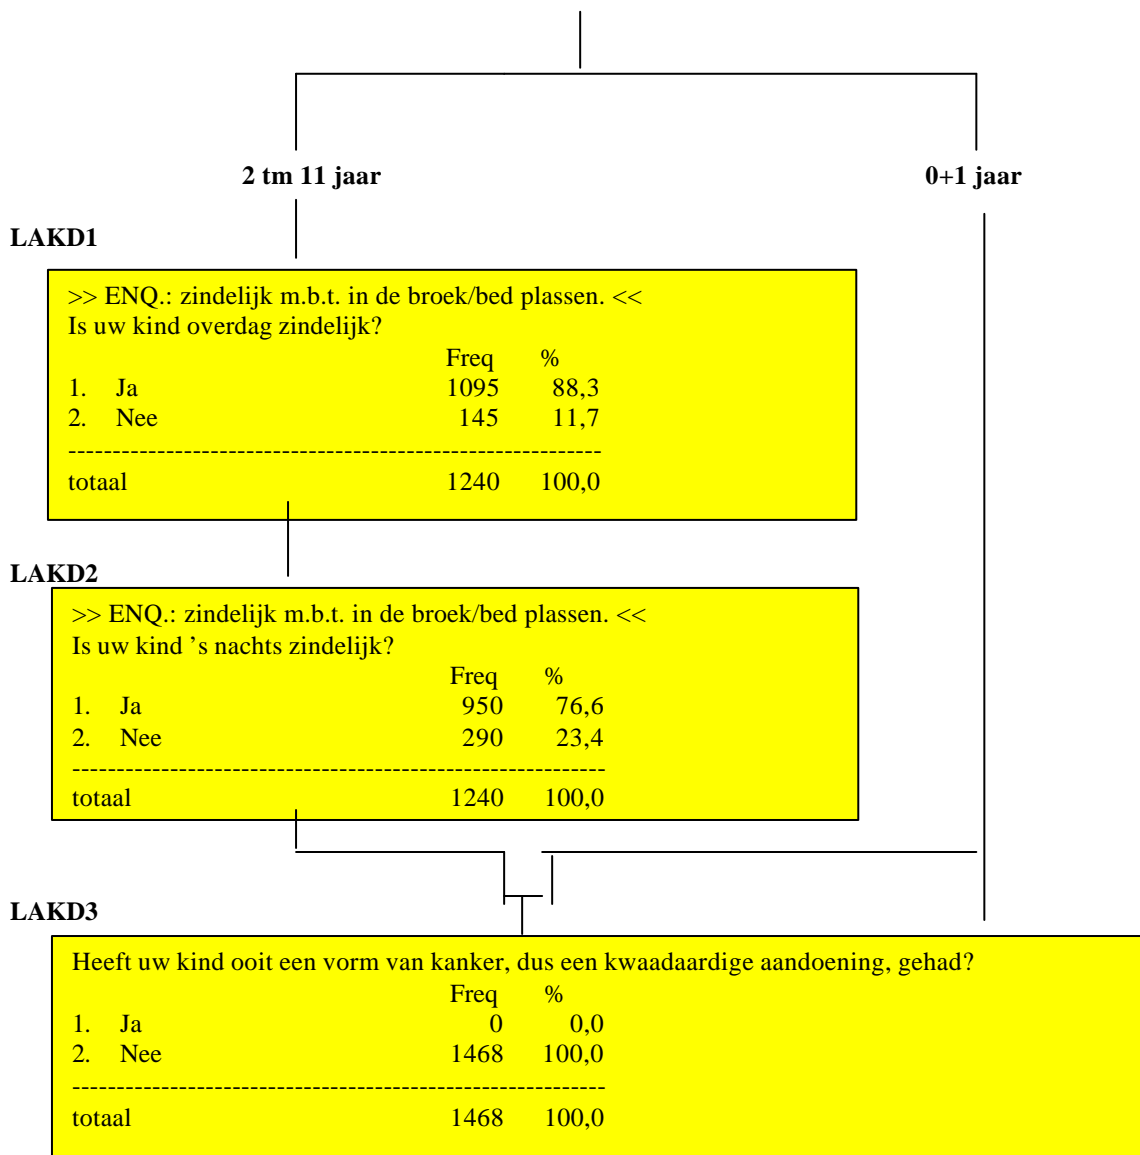 2 tm 11 jaar 0+1 jaar
LAKD1
>> ENQ.: zindelijk m.b.t. in de broek/bed plassen. <<
Is uw kind overdag zindelijk?
Freq %
1. Ja 1095 88,3
2. Nee 145 11,7
------------------------------------------------------------
totaal 1240 100,0
LAKD2
>> ENQ.: zindelijk m.b.t. in de broek/bed plassen. <<
Is uw kind ’s nachts zindelijk?
Freq %
1. Ja 950 76,6
2. Nee 290 23,4
------------------------------------------------------------
totaal 1240 100,0
LAKD3
Heeft uw kind ooit een vorm van kanker, dus een kwaadaardige aandoening, gehad?
Freq %
1. Ja 0 0,0
2. Nee 1468 100,0
------------------------------------------------------------
totaal 1468 100,0